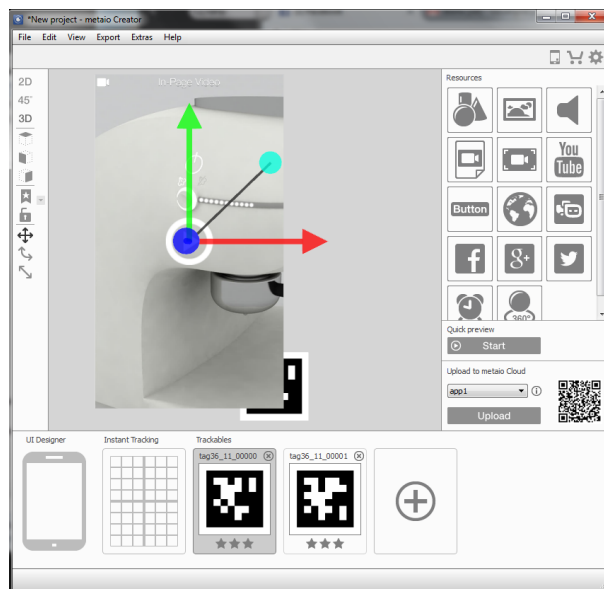 *New project - metaio Creator
File Edit View Export Extras Help
2D
45°
3D
In-Page Video
Resources
You
Tube
Button
g+
360°
Quick preview
Start
Upload to metaio Cloud
app1
Upload
UI Designer
Instant Tracking
Trackables
tag36_11_00000
tag36_11_00001